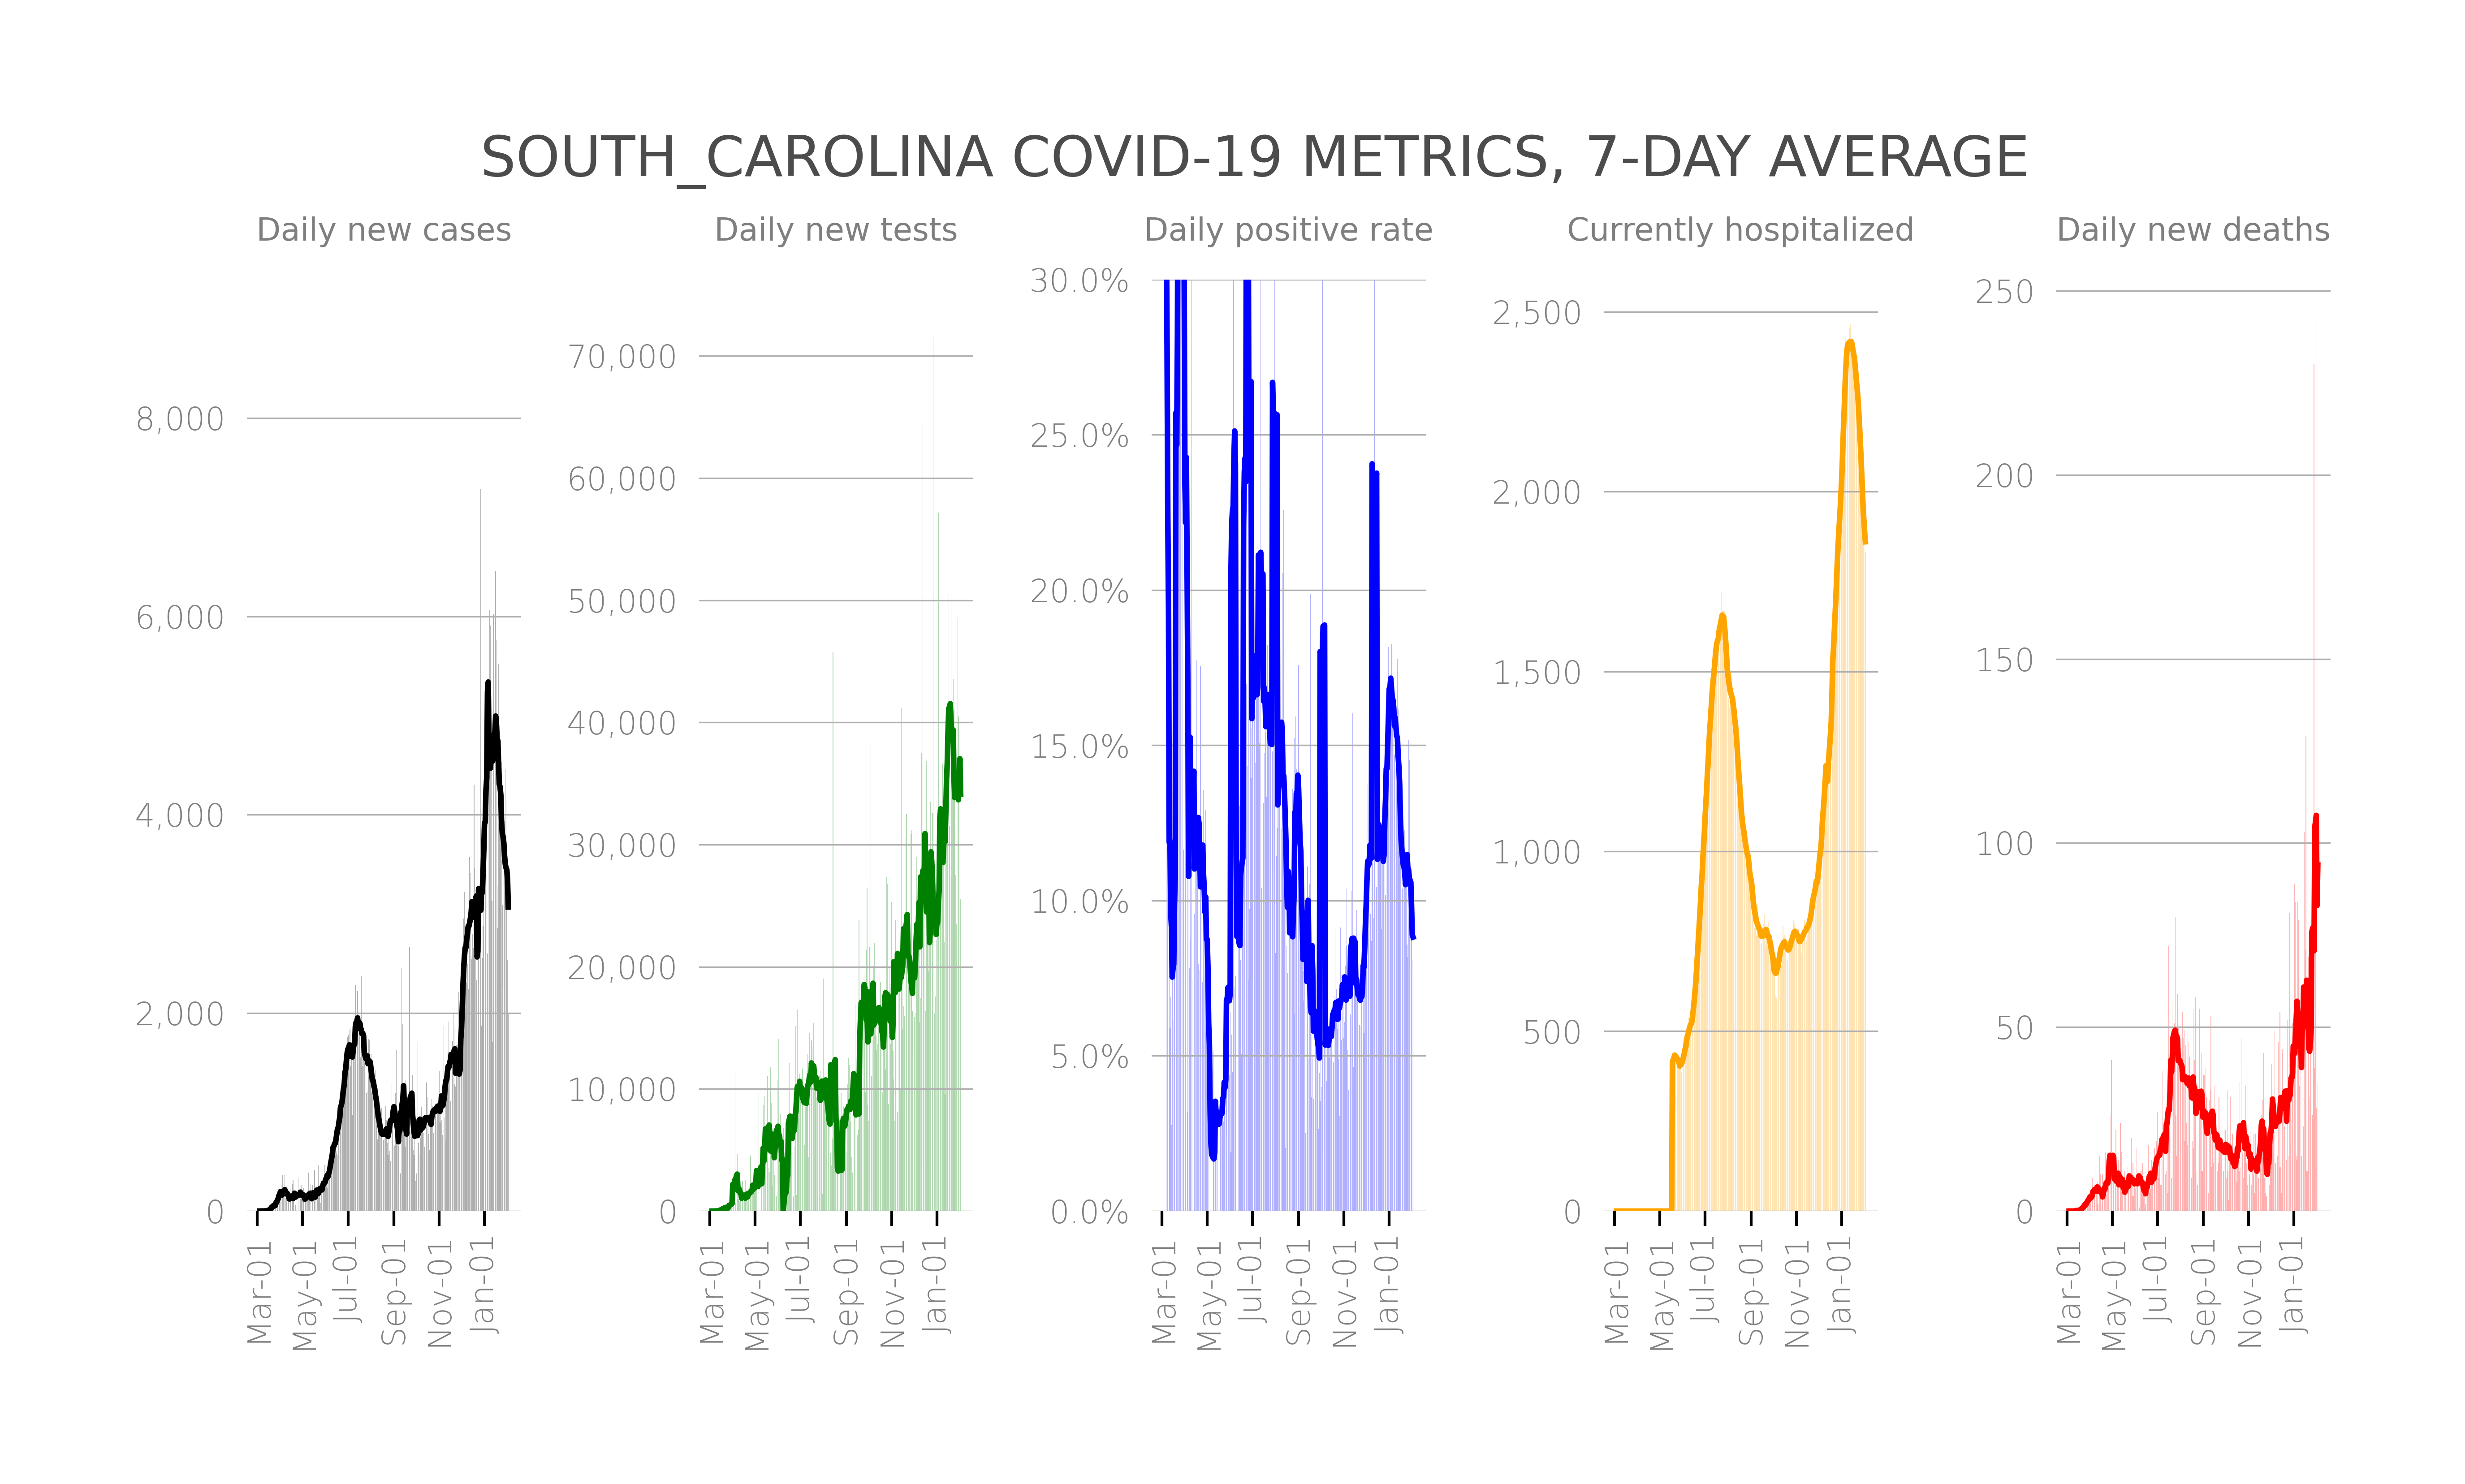 SOUTH_CAROLINA COVID-19 METRICS, 7-DAY AVERAGE
Daily new cases
8,000
6,000
4,000
2,000
0
Mar-01
May-01
Jul-01
Sep-01
Nov-01
Jan-01
Daily new tests
70,000
60,000
50,000
40,000
30,000
20,000
10,000
0
Mar-01
May-01
Jul-01
Sep-01
Nov-01
Jan-01
Daily positive rate
30.0%
25.0%
20.0%
15.0%
10.0%
5.0%
0.0%
Mar-01
May-01
Jul-01
Sep-01
Nov-01
Jan-01
Currently hospitalized
2,500
2,000
1,500
1,000
500
0
Mar-01
May-01
Jul-01
Sep-01
Nov-01
Jan-01
Daily new deaths
250
200
150
100
50
0
Mar-01
May-01
Jul-01
Sep-01
Nov-01
Jan-01